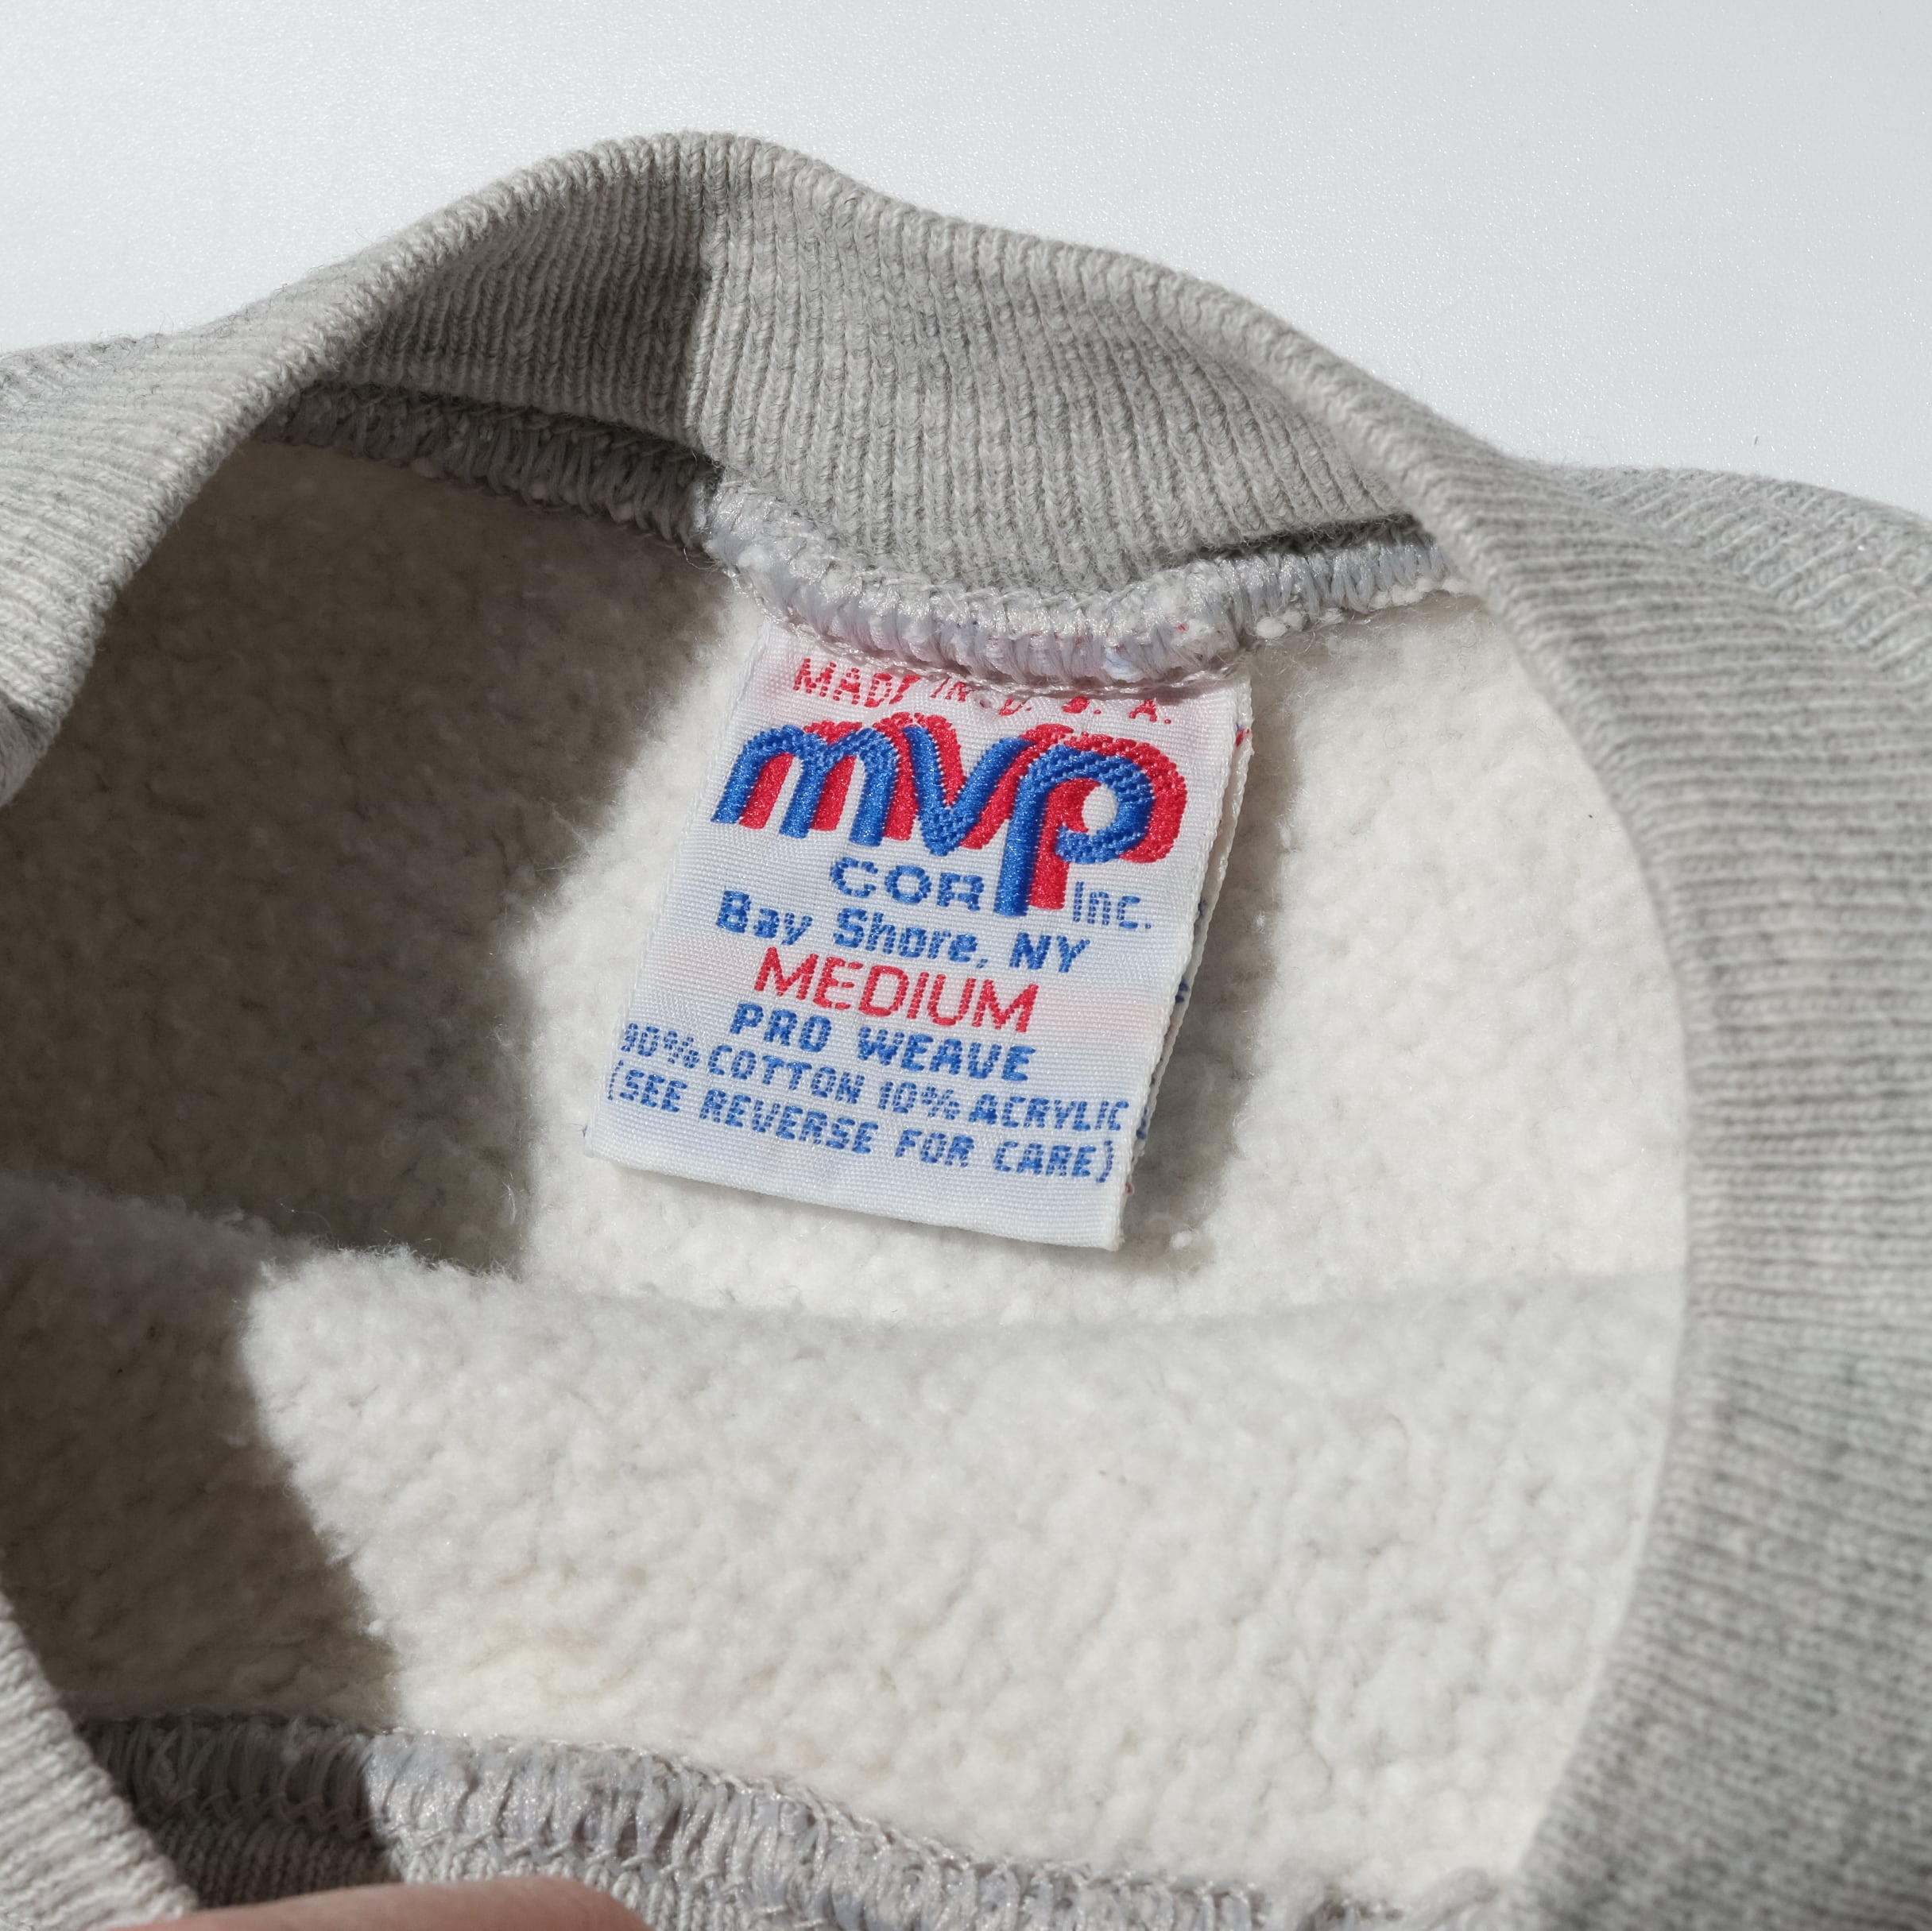 MADE IN U. S. A.
mvp
CORP Inc.
Bay Shore, NY
MEDIUM
PRO WEAVE
90% COTTON 10% ACRYLIC
(SEE REVERSE FOR CARE)